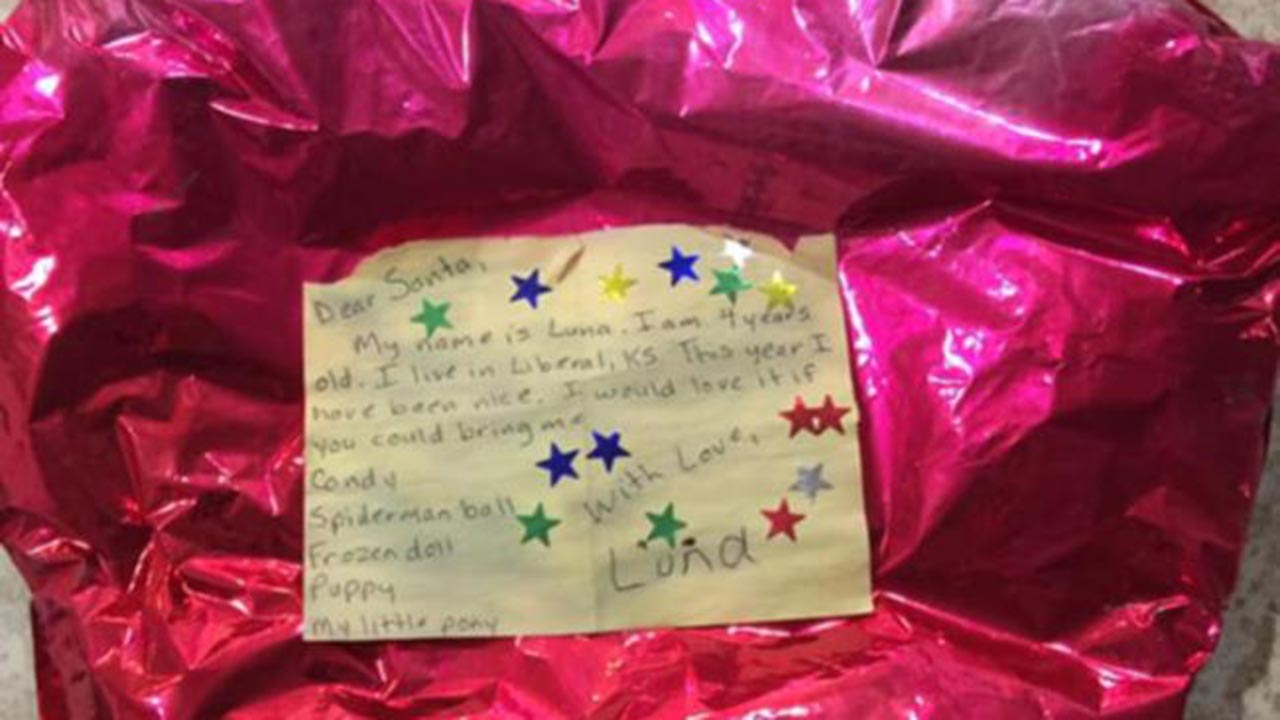 Dear Santa,
My name is Luna. I am 4 years
old. I live in Liberal, KS This year I
have been nice. I would love it if
you could bring me
Candy
Spiderman ball
Frozen doll
Puppy
My little pony
With Love,
Luna